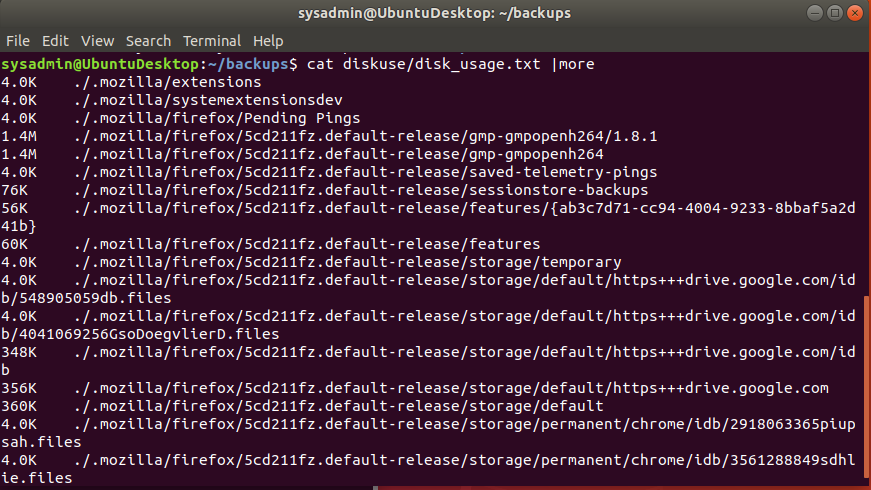 sysadmin@UbuntuDesktop: ~/backups
File Edit View Search Terminal Help
sysadmin@UbuntuDesktop:~/backups$ cat diskuse/disk_usage.txt |more
4.0K ./.mozilla/extensions
4.0K ./.mozilla/systemextensionsdev
4.0K ./.mozilla/firefox/Pending Pings
1.4M ./.mozilla/firefox/5cd211fz.default-release/gmp-gmpopenh264/1.8.1
1.4M ./.mozilla/firefox/5cd211fz.default-release/gmp-gmpopenh264
4.0K ./.mozilla/firefox/5cd211fz.default-release/saved-telemetry-pings
76K ./.mozilla/firefox/5cd211fz.default-release/sessionstore-backups
56K ./.mozilla/firefox/5cd211fz.default-release/features/{ab3c7d71-cc94-4004-9233-8bbaf5a2d
41b}
60K ./.mozilla/firefox/5cd211fz.default-release/features
4.0K ./.mozilla/firefox/5cd211fz.default-release/storage/temporary
4.0K ./.mozilla/firefox/5cd211fz.default-release/storage/default/https+++drive.google.com/id
b/548905059db.files
4.0K ./.mozilla/firefox/5cd211fz.default-release/storage/default/https+++drive.google.com/id
b/4041069256GsoDoegvlierD.files
348K ./.mozilla/firefox/5cd211fz.default-release/storage/default/https+++drive.google.com/id
b
356K ./.mozilla/firefox/5cd211fz.default-release/storage/default/https+++drive.google.com
360K ./.mozilla/firefox/5cd211fz.default-release/storage/default
4.0K ./.mozilla/firefox/5cd211fz.default-release/storage/permanent/chrome/idb/2918063365piup
sah.files
4.0K ./.mozilla/firefox/5cd211fz.default-release/storage/permanent/chrome/idb/3561288849sdhl
ie.files